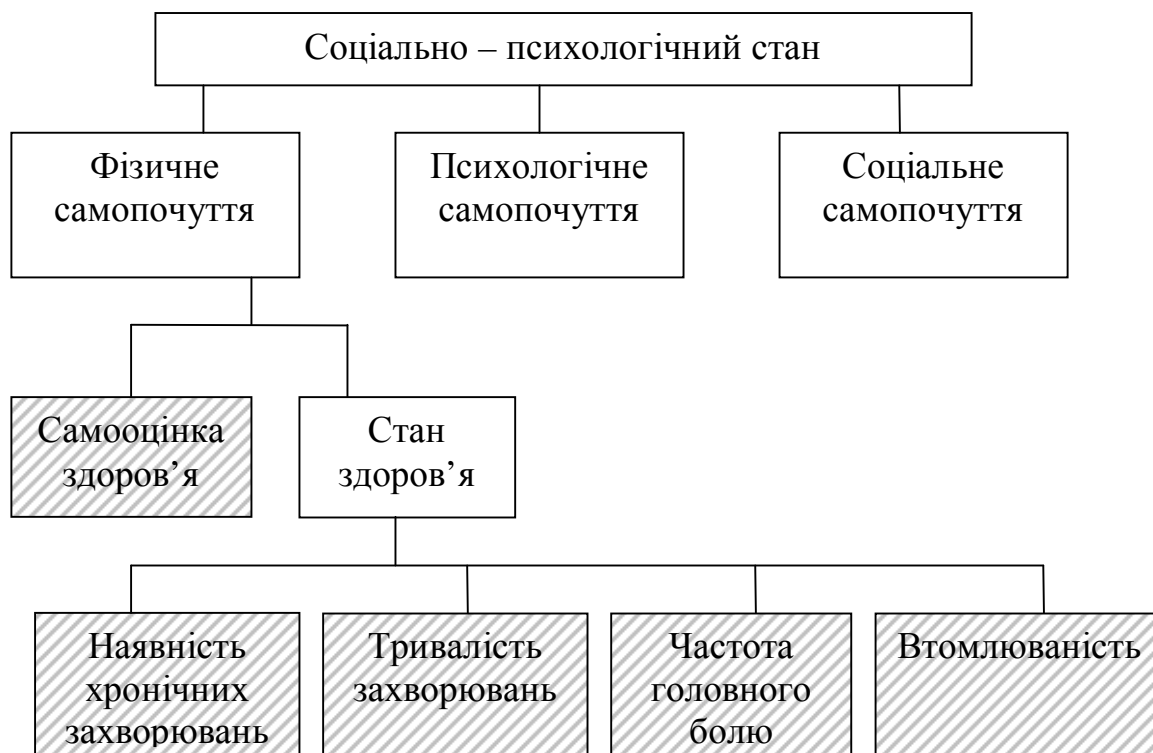 Соціально – психологічний стан
Фізичне
самопочуття
Психологічне
самопочуття
Соціальне
самопочуття
Самооцінка
здоров’я
Стан
здоров’я
Наявність
хронічних
захворювань
Тривалість
захворювань
Частота
головного
болю
Втомлюваність